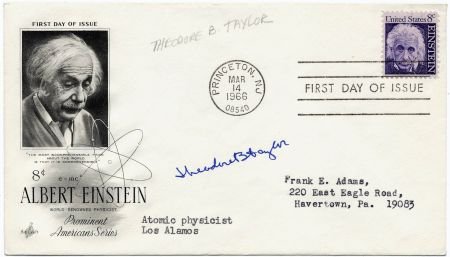 FIRST DAY OF ISSUE
THEODORE B. TAYLOR
United States 8c
EINSTEIN
PRINCETON, NJ
MAR
14
1966
08540
FIRST DAY OF ISSUE
"THE MOST INCOMPREHENSIBLE THING
ABOUT THE WORLD
IS THAT IT IS COMPREHENSIBLE"
8¢
e=mc²
ALBERT EINSTEIN
WORLD RENOWNED PHYSICIST
Prominent
Americans Series
TheodoreBTaylor
Atomic physicist
Los Alamos
Frank E. Adams,
220 East Eagle Road,
Havertown, Pa. 19083